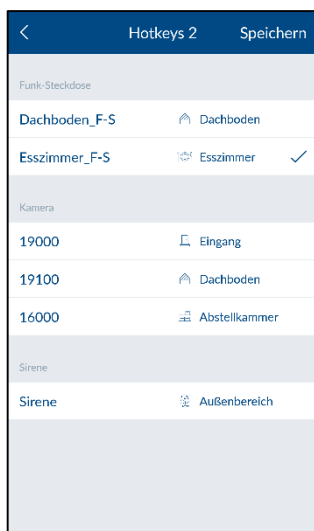 Hotkeys 2 Speichern
Funk-Steckdose
Dachboden_F-S Dachboden
Esszimmer_F-S Esszimmer
Kamera
19000 Eingang
19100 Dachboden
16000 Abstellkammer
Sirene
Sirene Außenbereich